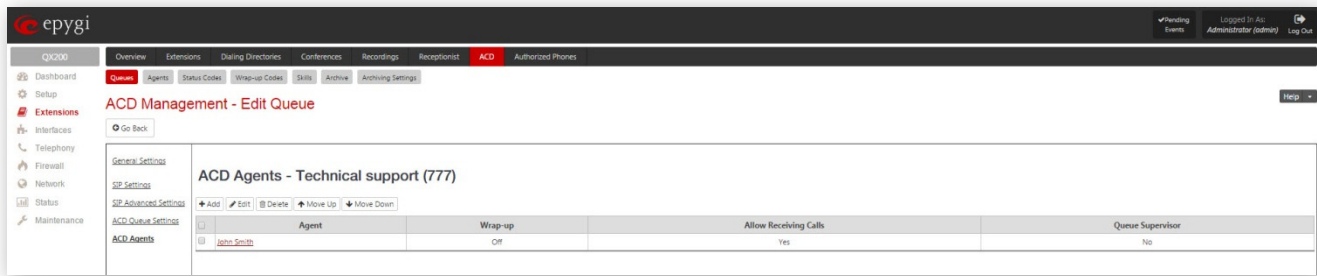 epygi
Pending Events
Logged In As: Administrator (admin)
Log Out
QX200
Overview Extensions Dialing Directories Conferences Recordings Receptionist ACD Authorized Phones
Dashboard
Setup
Extensions
Interfaces
Telephony
Firewall
Network
Status
Maintenance
Queues Agents Status Codes Wrap-up Codes Skills Archive Archiving Settings
ACD Management - Edit Queue
Help
Go Back
General Settings
SIP Settings
SIP Advanced Settings
ACD Queue Settings
ACD Agents
ACD Agents - Technical support (777)
Add Edit Delete Move Up Move Down
Agent Wrap-up Allow Receiving Calls Queue Supervisor
John Smith Off Yes No